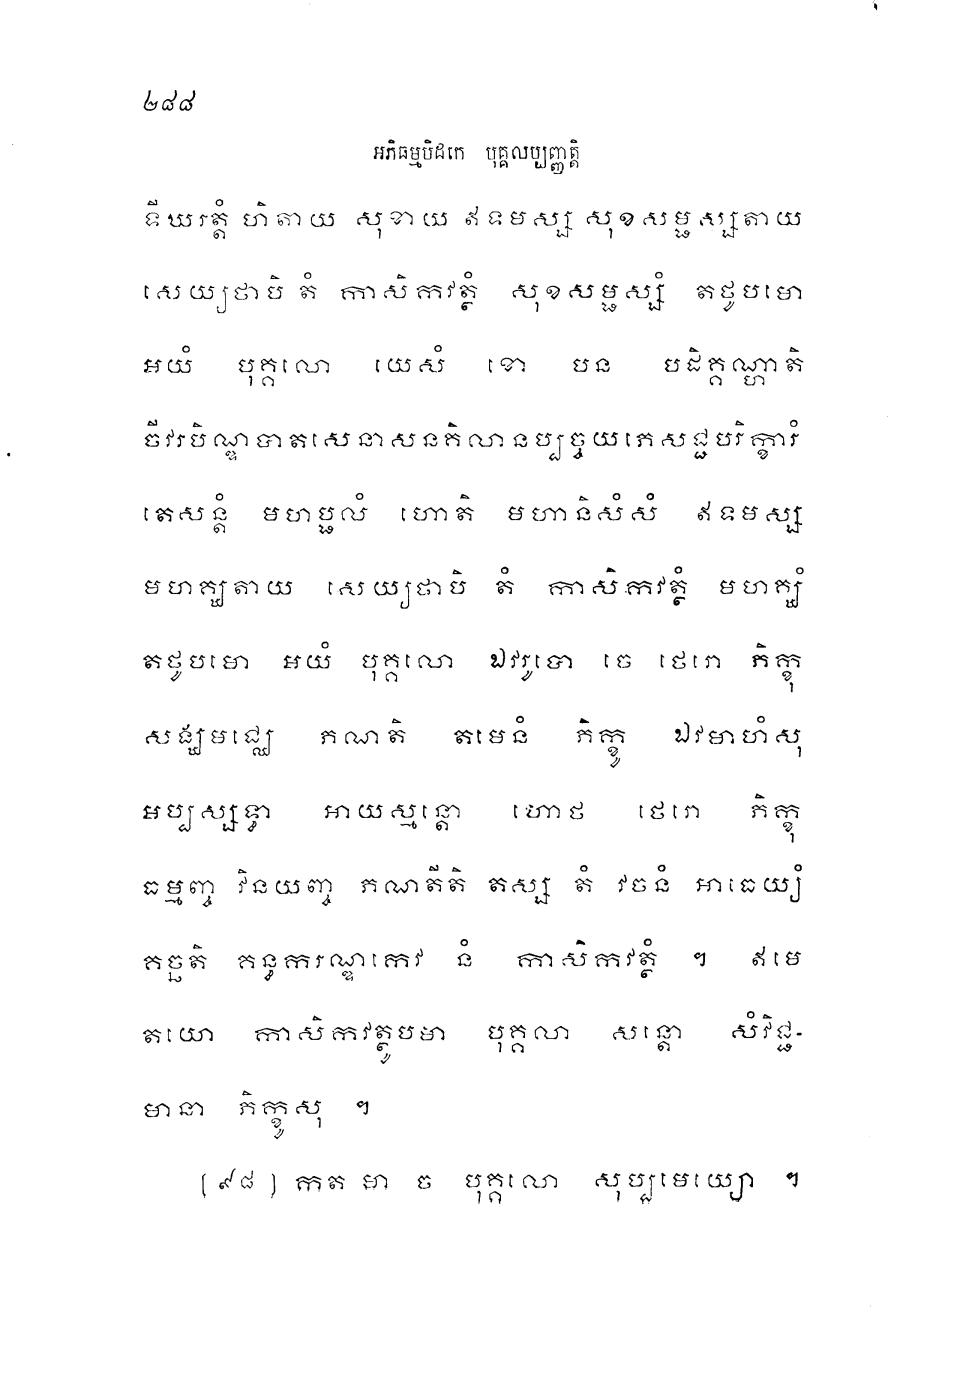 ២៨៨
អភិធម្មបិដកេ បុគ្គលប្បញ្ញត្តិ
ទីឃរត្តំ ហិតាយ សុខាយ ឥទមស្ស សុខសម្ផស្សតាយ
សេយ្យថាបិ តំ កាសិកវត្ថំ សុខសម្ផស្សំ តថូបមោ
អយំ បុគ្គលោ យេសំ ខោ បន បដិគ្គណ្ហាតិ
ចីវរបិណ្ឌបាតសេនាសនគិលានប្បច្ចយភេសជ្ជបរិក្ខារំ
តេសន្តំ មហប្ផលំ ហោតិ មហានិសំសំ ឥទមស្ស
មហគ្ឃតាយ សេយ្យថាបិ តំ កាសិកវត្ថំ មហគ្ឃំ
តថូបមោ អយំ បុគ្គលោ ឯវរូបោ ចេ ថេរោ ភិក្ខុ
សង្ឃមជ្ឈេ ភណតិ តមេនំ ភិក្ខូ ឯវមាហំសុ
អប្បស្សទ្ទា អាយស្មន្តោ ហោថ ថេរោ ភិក្ខុ
ធម្មញ្ច វិនយញ្ច ភណតីតិ តស្ស តំ វចនំ អាធេយ្យំ
គច្ឆតិ គន្ធករណ្ឌកេវ នំ កាសិកវត្ថំ ។ ឥមេ
តយោ កាសិកវត្ថូបមា បុគ្គលា សន្តោ សំវិជ្ជ-
មានា ភិក្ខូសុ ។
(៩៨) កតមោ ច បុគ្គលោ សុប្បមេយ្យោ ។